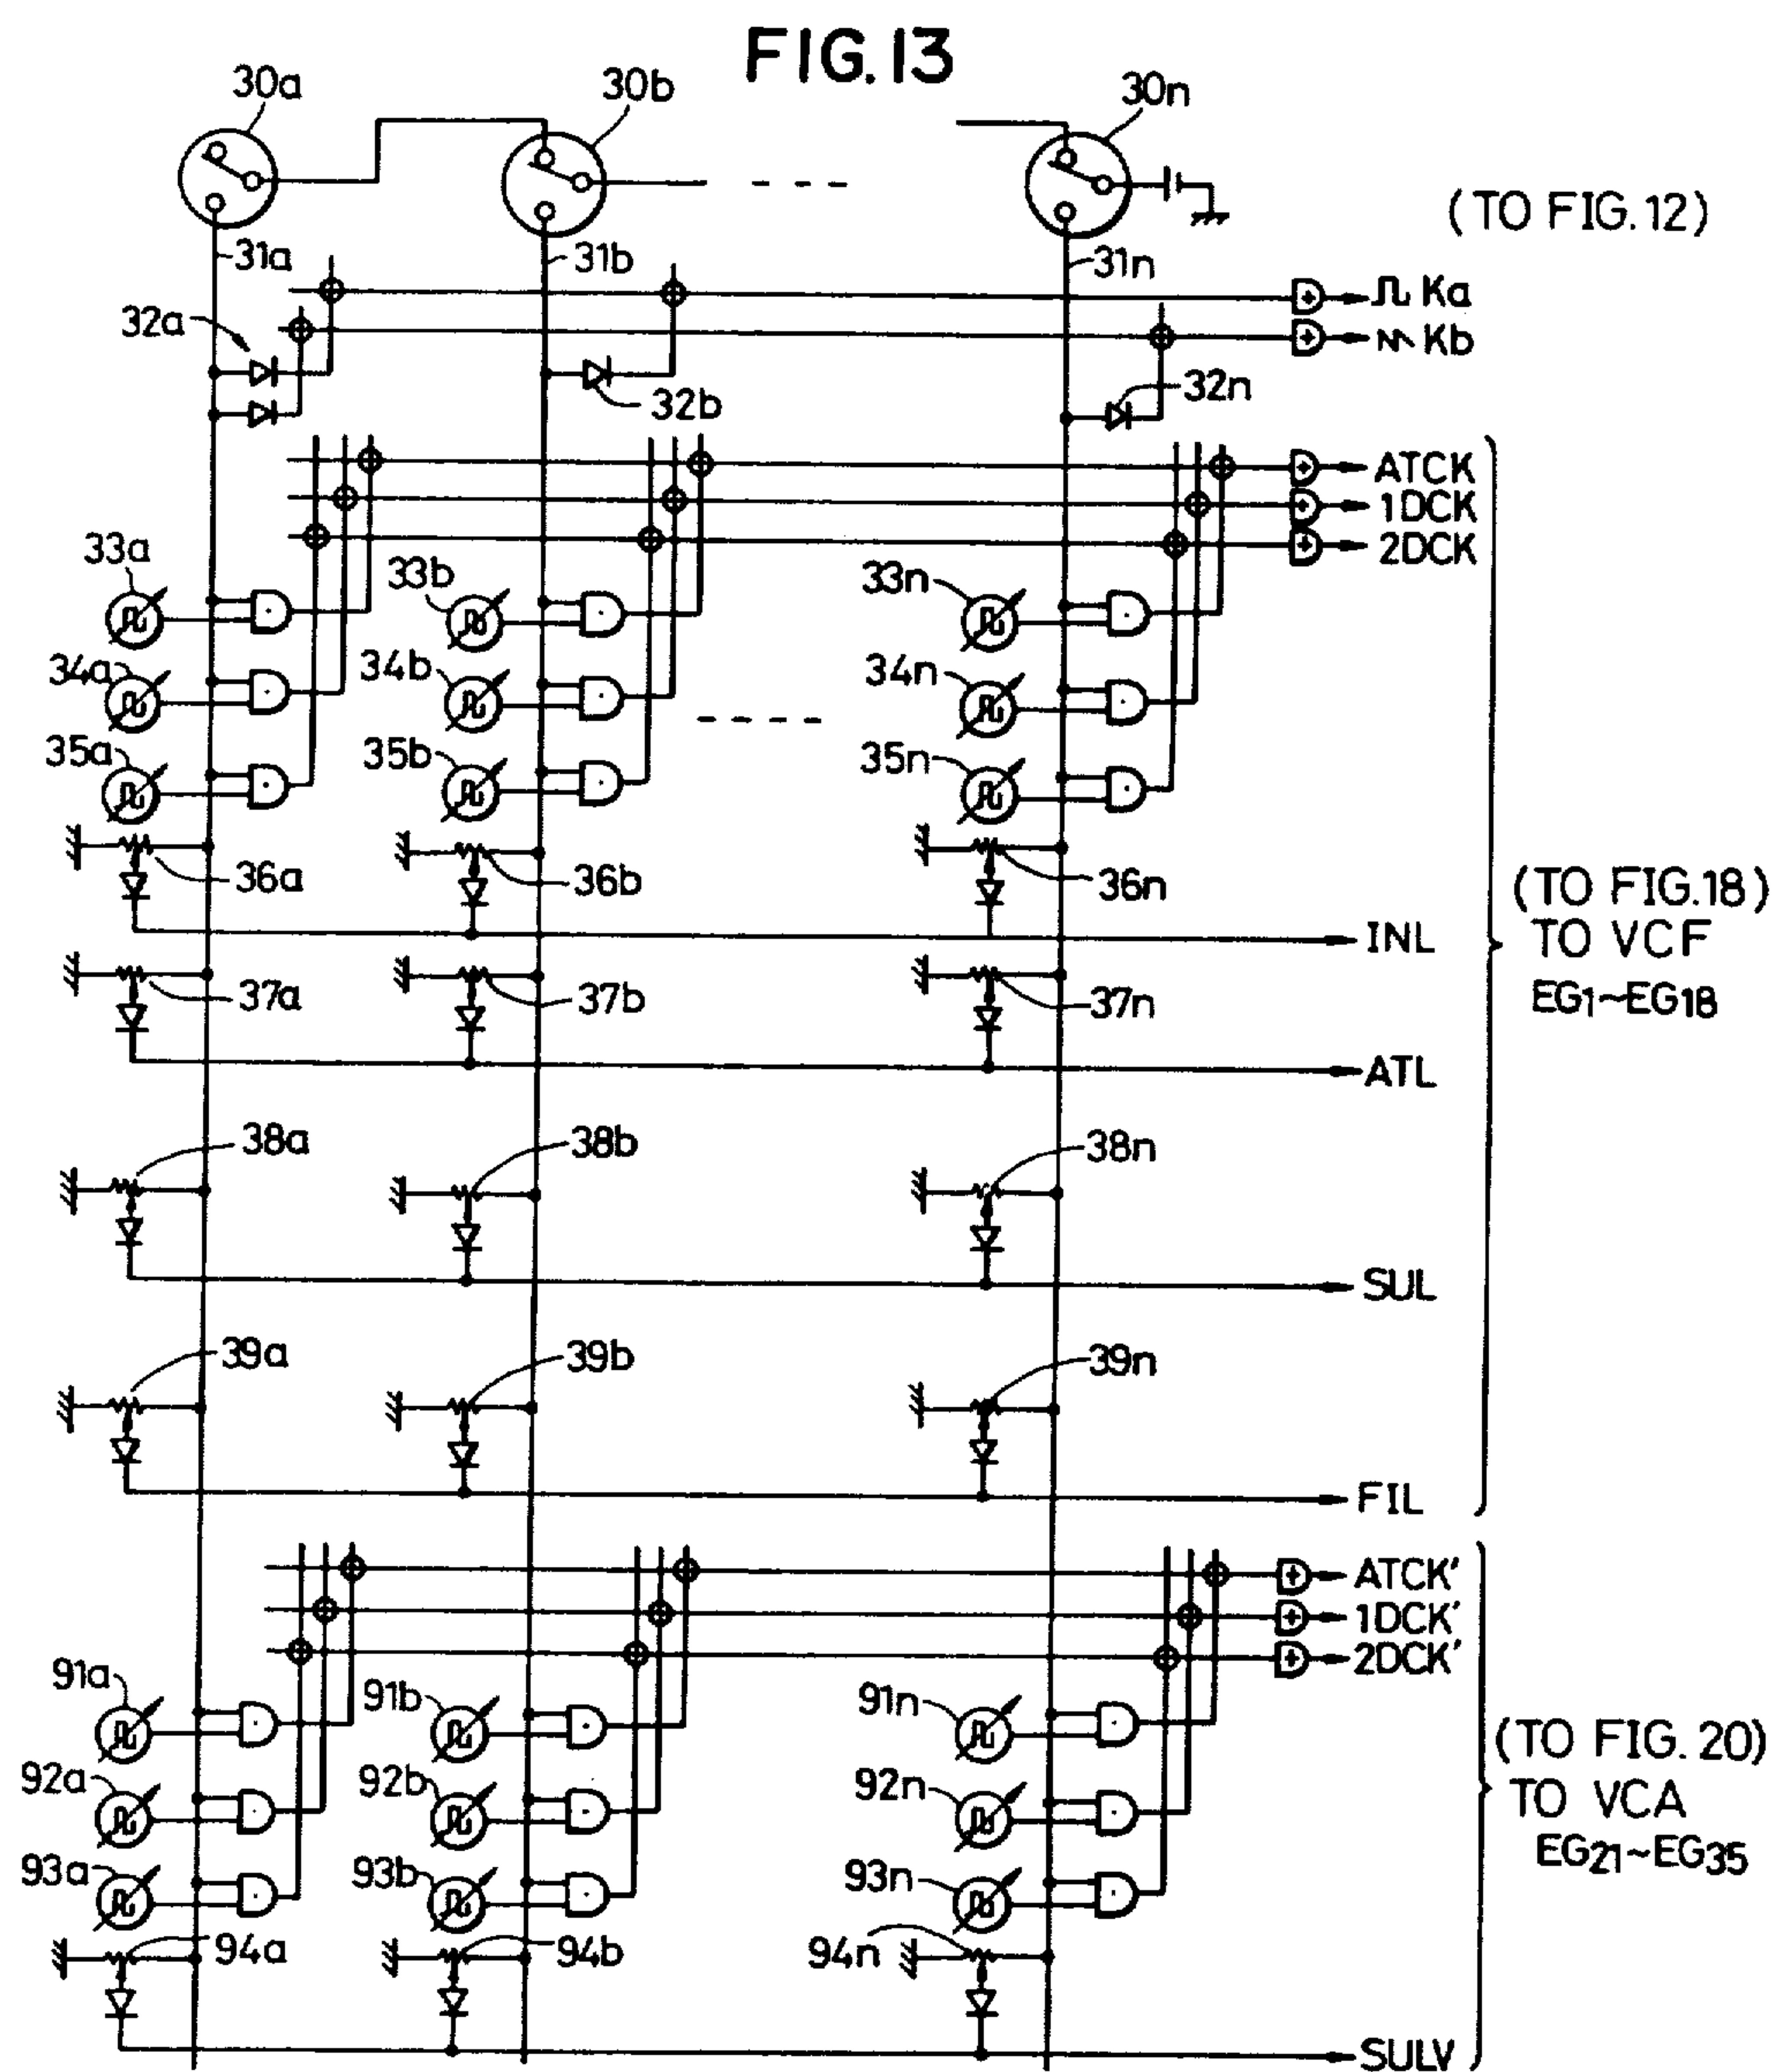 FIG. 13
30a 30b 30n
(TO FIG. 12)
31a 31b 31n
Ka
32a Kb
32b 32n
ATCK
1DCK
2DCK
33a 33b 33n
34a 34b 34n
35a 35b 35n
36a 36b 36n
(TO FIG.18)
TO VCF
INL
EG1~EG18
37a 37b 37n
ATL
38a 38b 38n
SUL
39a 39b 39n
FIL
ATCK'
1DCK'
2DCK'
91a 91b 91n
(TO FIG. 20)
92a 92b 92n
TO VCA
EG21~EG35
93a 93b 93n
94a 94b 94n
SULV